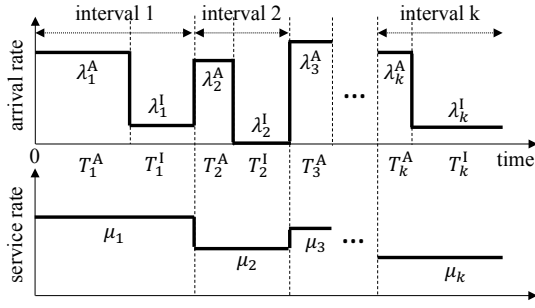 interval 1 interval 2 interval k
arrival rate
λ₁ᴬ λ₁ᴵ λ₂ᴬ λ₂ᴵ λ₃ᴬ ... λₖᴬ λₖᴵ
0 T₁ᴬ T₁ᴵ T₂ᴬ T₂ᴵ T₃ᴬ Tₖᴬ Tₖᴵ time
service rate
μ₁ μ₂ μ₃ ... μₖ